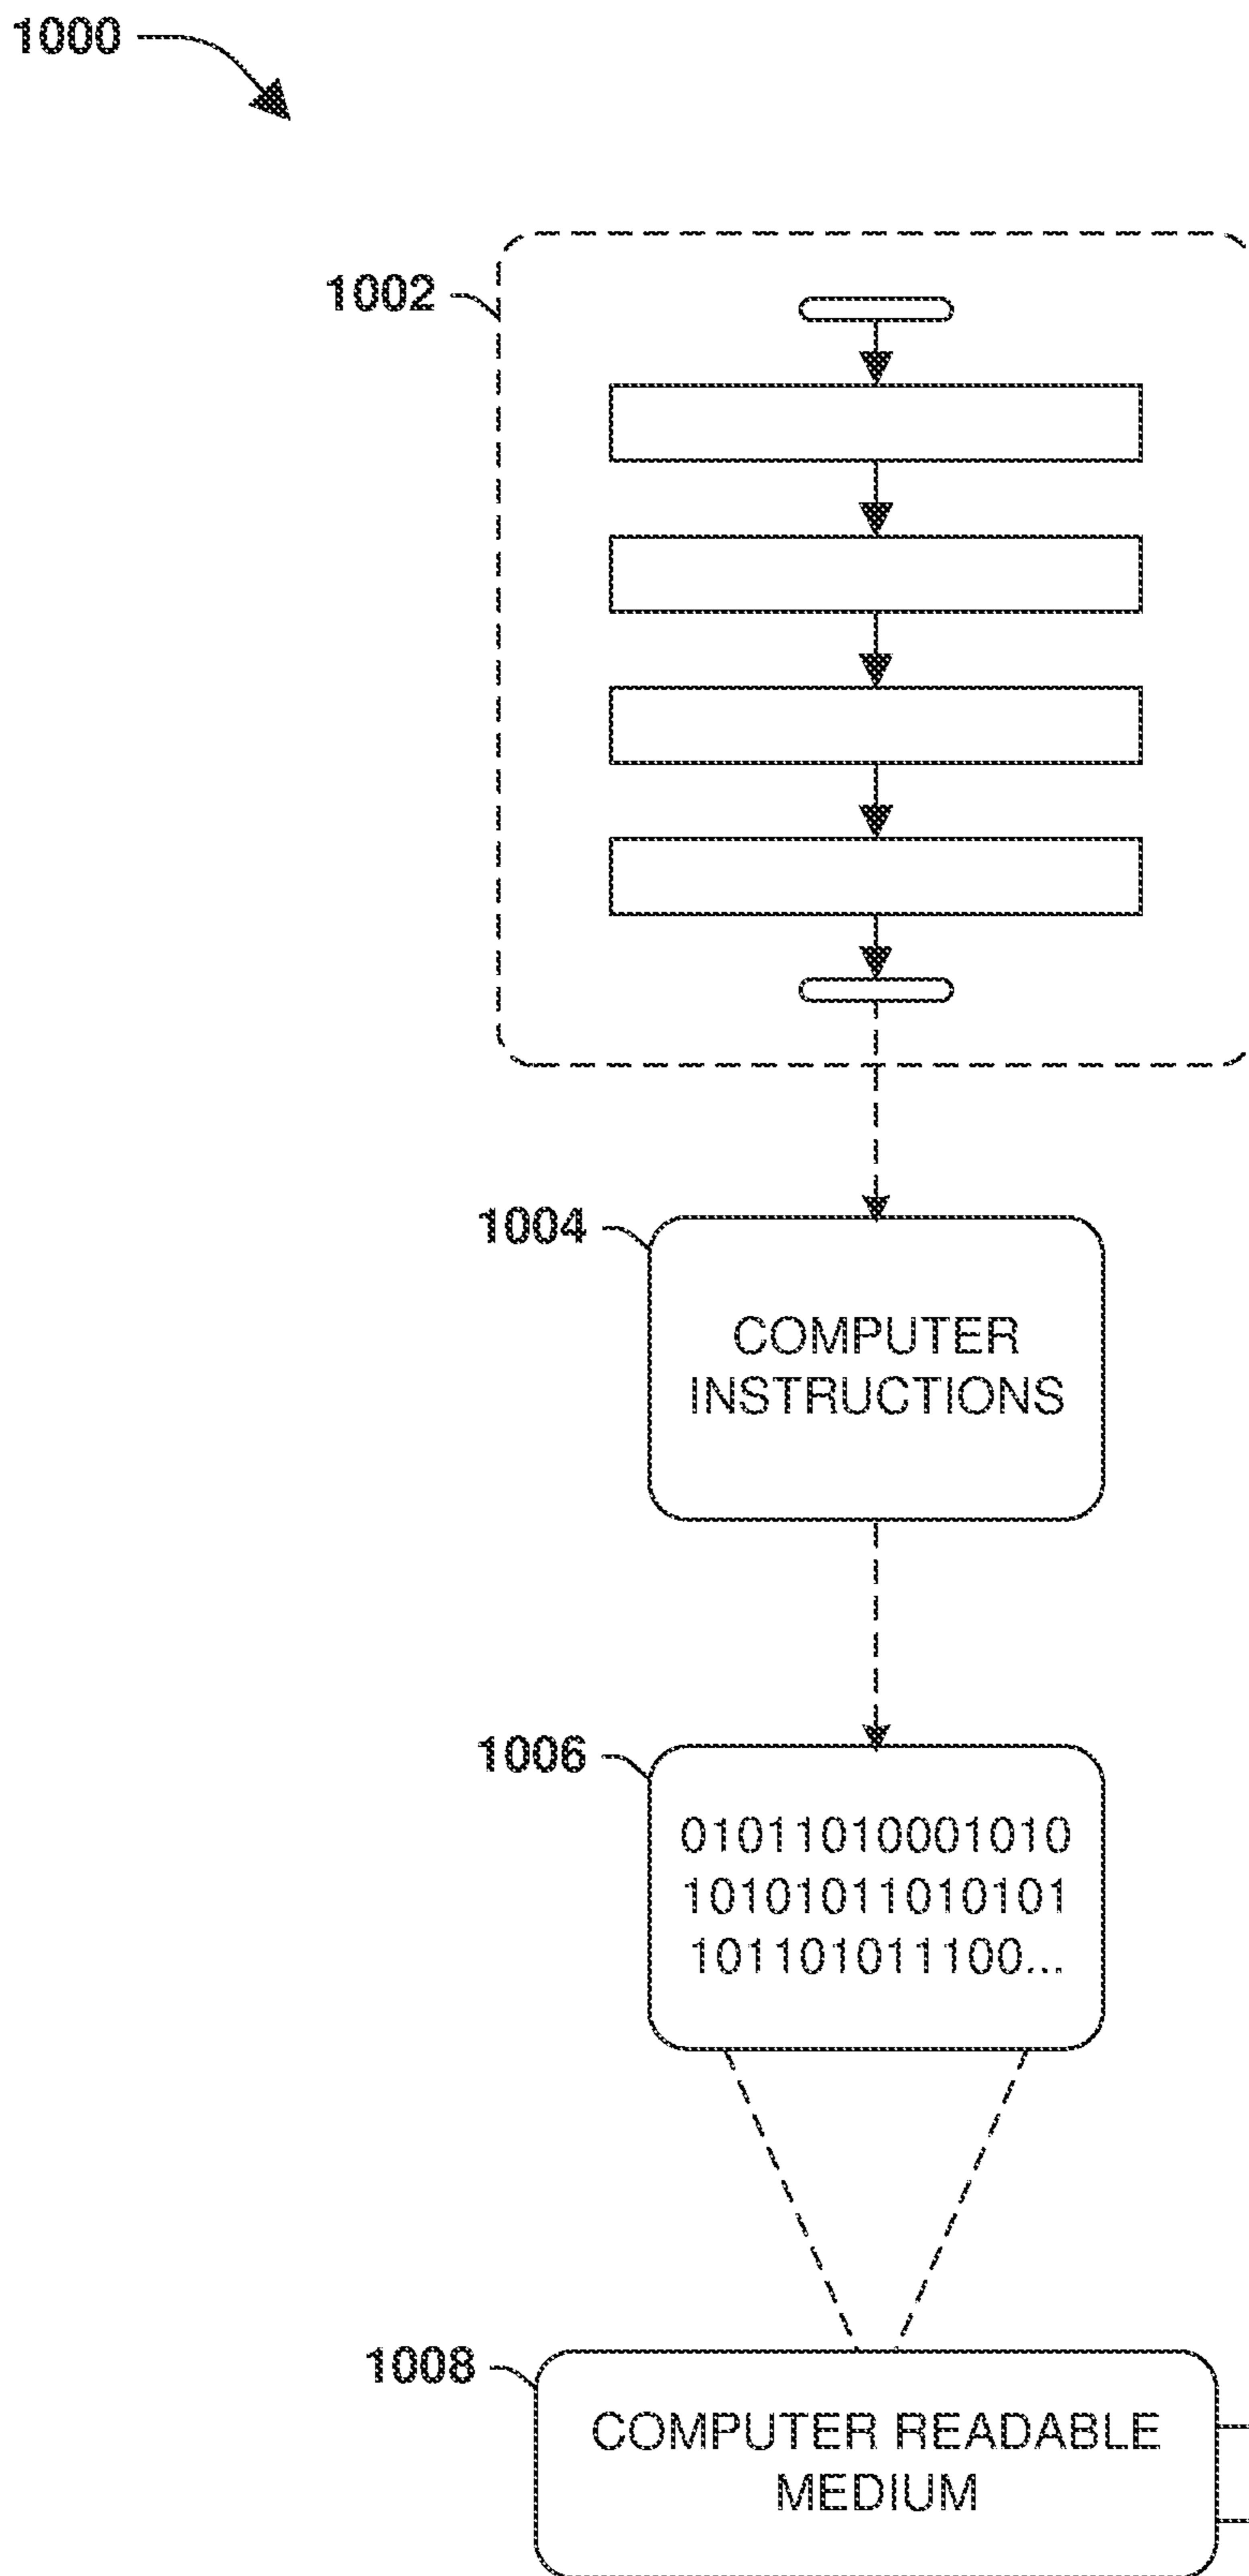 1000
1002
1004
COMPUTER
INSTRUCTIONS
1006
01011010001010
10101011010101
101101011100...
1008
COMPUTER READABLE
MEDIUM